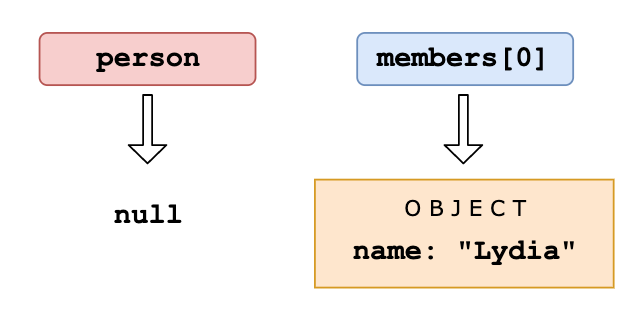 person
members[0]
null
OBJECT
name: "Lydia"